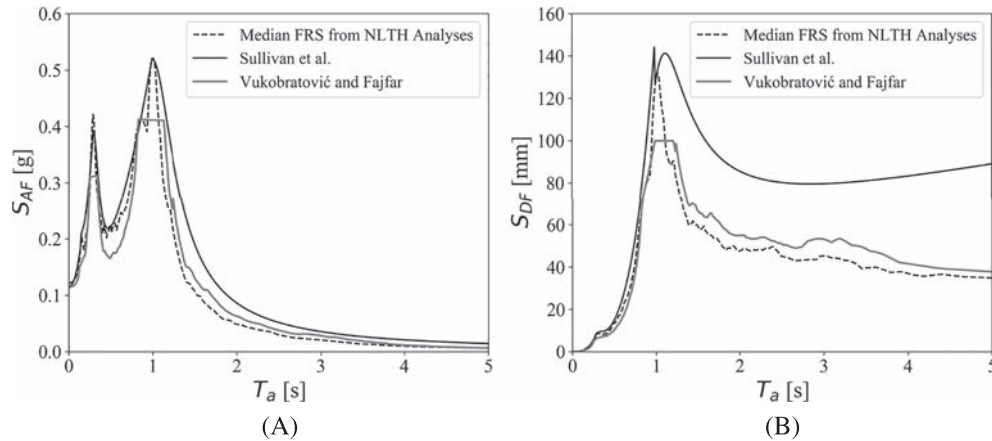 0.6
0.5
0.4
0.3
0.2
0.1
0.0
S_AF [g]
0 1 2 3 4 5
T_a [s]
Median FRS from NLTH Analyses
Sullivan et al.
Vukobratović and Fajfar
(A)
160
140
120
100
80
60
40
20
0
S_DF [mm]
0 1 2 3 4 5
T_a [s]
Median FRS from NLTH Analyses
Sullivan et al.
Vukobratović and Fajfar
(B)